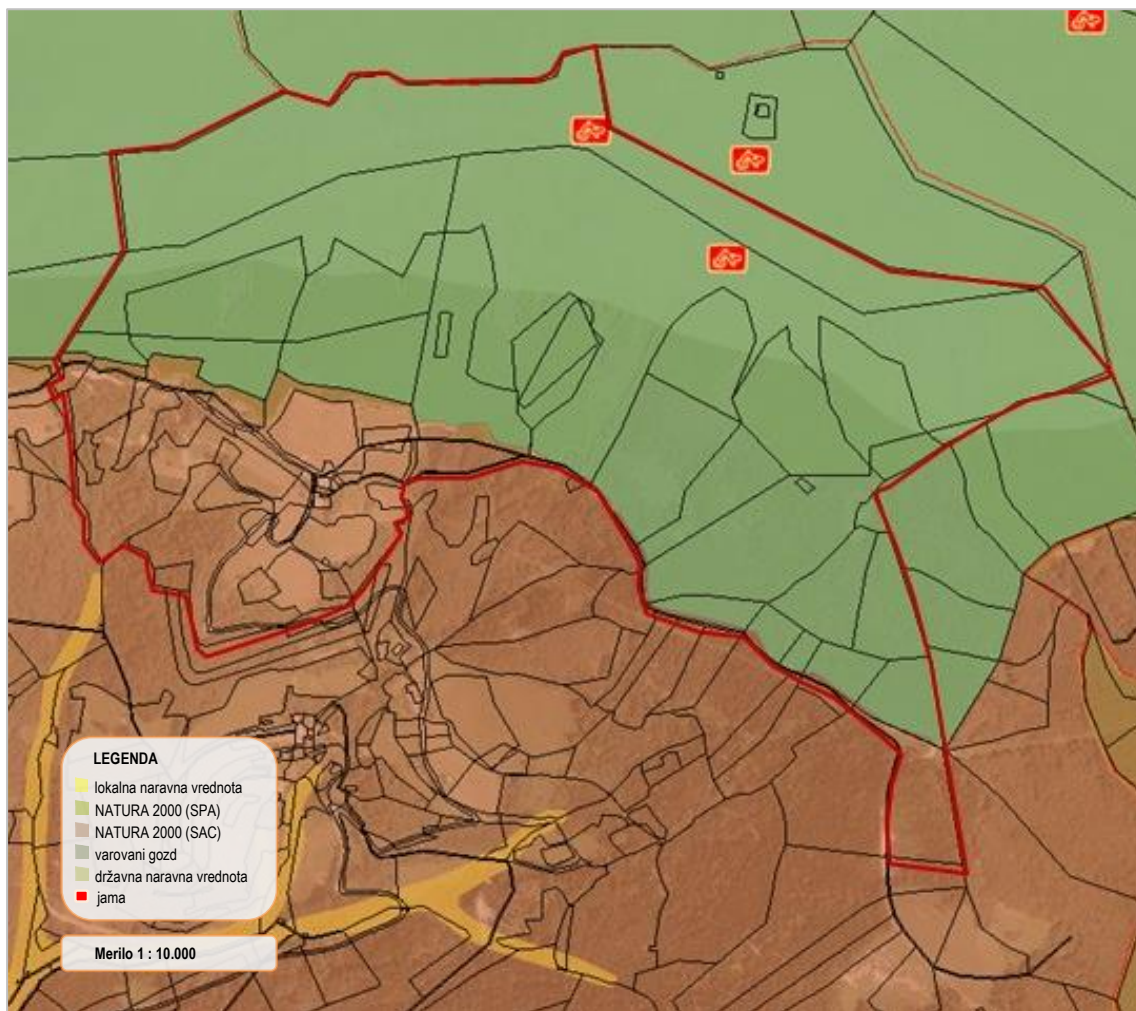 LEGENDA
lokalna naravna vrednota
NATURA 2000 (SPA)
NATURA 2000 (SAC)
varovani gozd
državna naravna vrednota
jama
Merilo 1 : 10.000